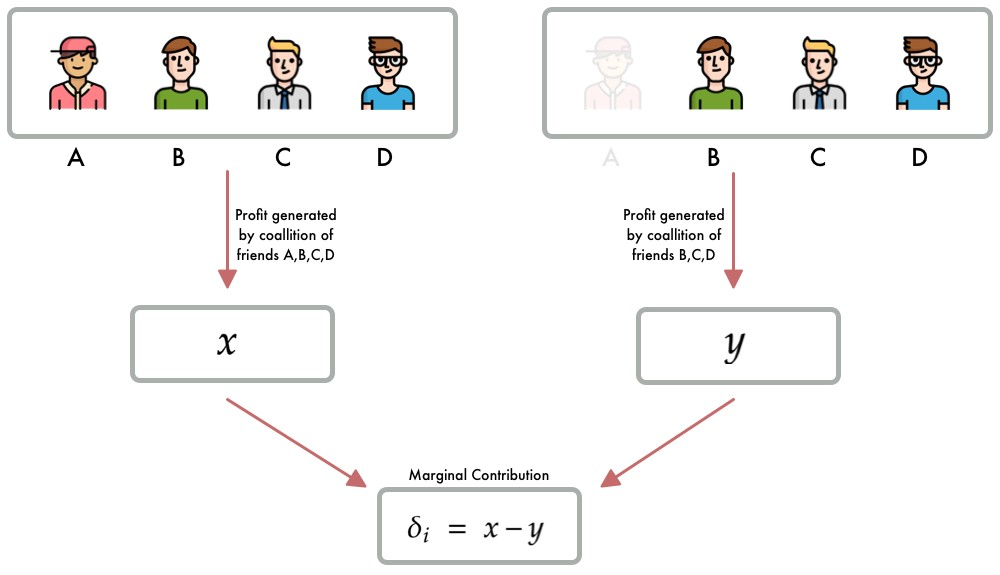 A B C D
A B C D
Profit generated
by coallition of
friends A,B,C,D
Profit generated
by coallition of
friends B,C,D
x
y
Marginal Contribution
δᵢ = x − y